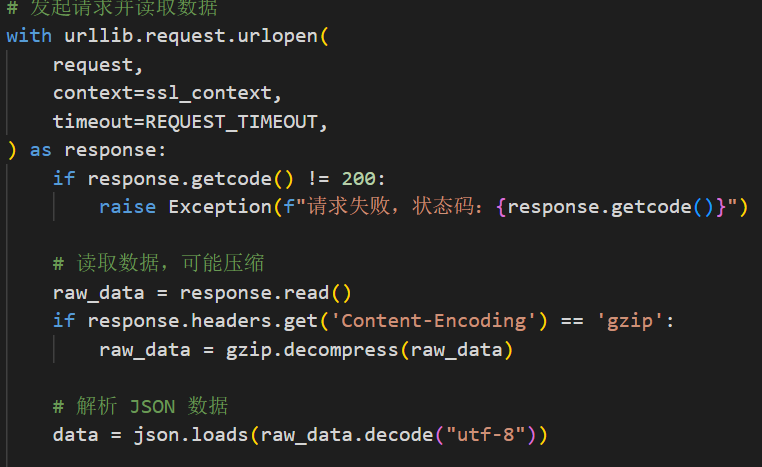 # 发起请求并读取数据
with urllib.request.urlopen(
    request,
    context=ssl_context,
    timeout=REQUEST_TIMEOUT,
) as response:
    if response.getcode() != 200:
        raise Exception(f"请求失败，状态码：{response.getcode()}")
    # 读取数据，可能压缩
    raw_data = response.read()
    if response.headers.get('Content-Encoding') == 'gzip':
        raw_data = gzip.decompress(raw_data)
    # 解析 JSON 数据
    data = json.loads(raw_data.decode("utf-8"))